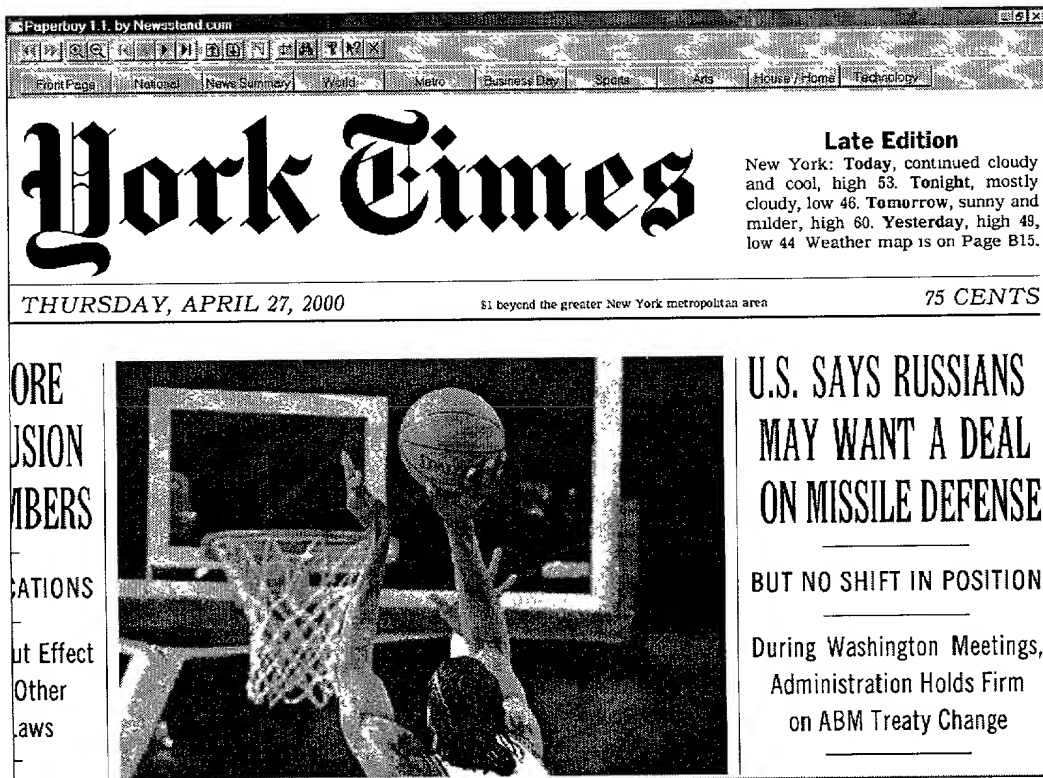 Paperboy 1.1. by Newsstand.com
Front Page National News Summary World Metro Business Day Sports Arts House / Home Technology
York Times
Late Edition
New York: Today, continued cloudy
and cool, high 53. Tonight, mostly
cloudy, low 46. Tomorrow, sunny and
milder, high 60. Yesterday, high 48,
low 44 Weather map is on Page B15.
THURSDAY, APRIL 27, 2000
$1 beyond the greater New York metropolitan area
75 CENTS
ORE
USION
MBERS
CATIONS
ut Effect
Other
Laws
U.S. SAYS RUSSIANS
MAY WANT A DEAL
ON MISSILE DEFENSE
BUT NO SHIFT IN POSITION
During Washington Meetings,
Administration Holds Firm
on ABM Treaty Change